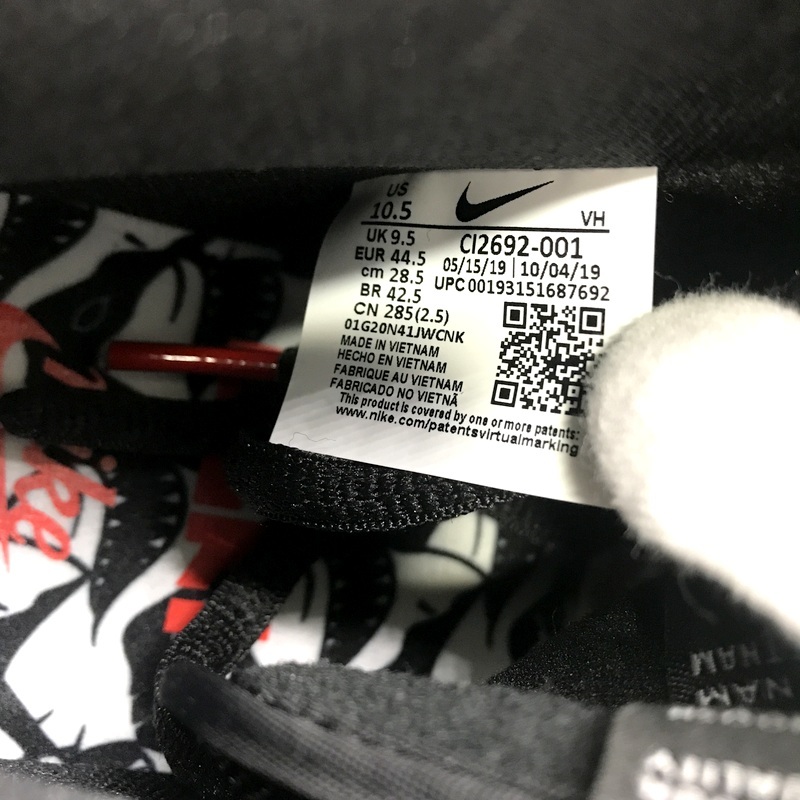 US
10.5
VH
UK 9.5
EUR 44.5
cm 28.5
BR 42.5
CN 285(2.5)
CI2692-001
05/15/19 | 10/04/19
UPC 00193151687692
01G20N41JWCNK
MADE IN VIETNAM
HECHO EN VIETNAM
FABRIQUE AU VIETNAM
FABRICADO NO VIETNÃ
This product is covered by one or more patents:
www.nike.com/patentsvirtualmarking
Nike